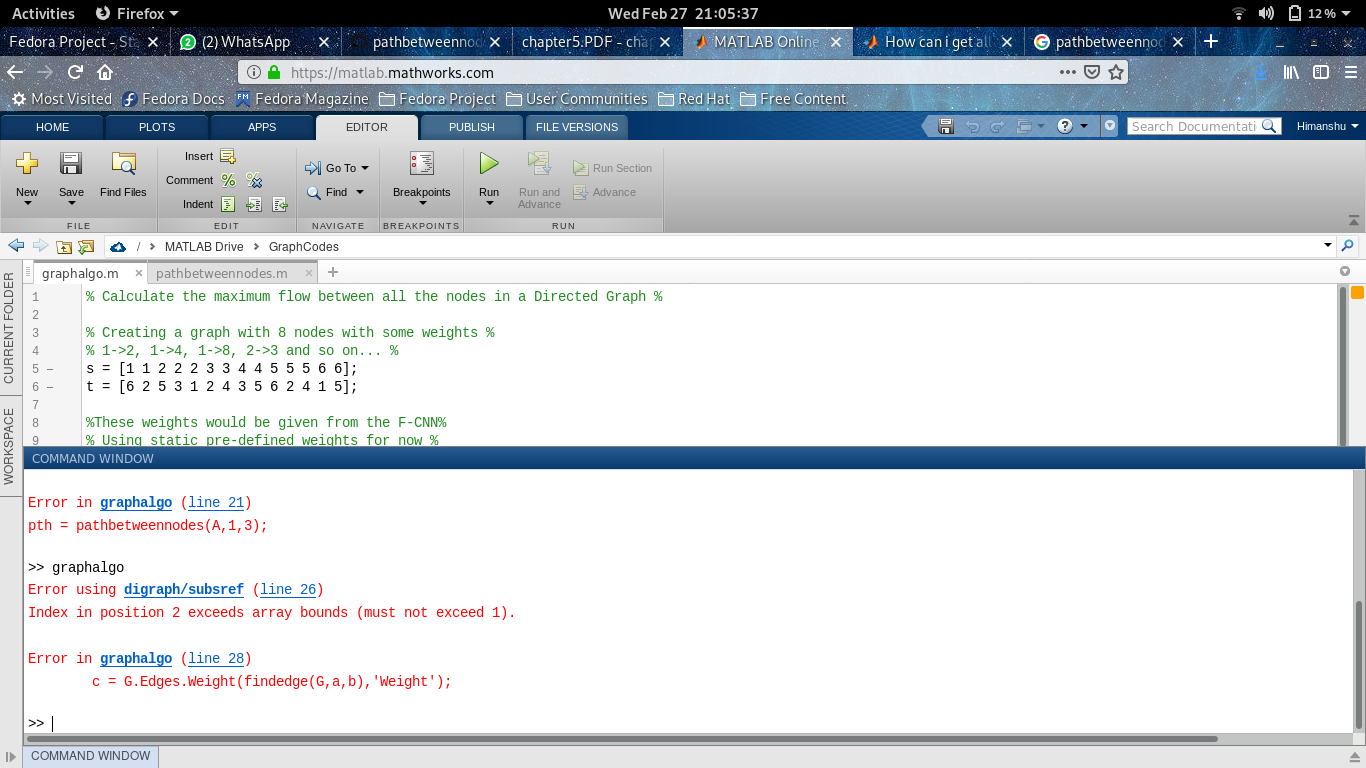 Activities Firefox Wed Feb 27 21:05:37 12 %
Fedora Project - Sta (2) WhatsApp pathbetweennod chapter5.PDF - chap MATLAB Online How can i get all pathbetweennod
https://matlab.mathworks.com
Most Visited Fedora Docs Fedora Magazine Fedora Project User Communities Red Hat Free Content
HOME PLOTS APPS EDITOR PUBLISH FILE VERSIONS Search Documentati Himanshu
Insert
New Save Find Files Comment Indent Go To Find Breakpoints Run Run and Advance Run Section Advance
FILE EDIT NAVIGATE BREAKPOINTS RUN
/ MATLAB Drive GraphCodes
CURRENT FOLDER
WORKSPACE
graphalgo.m × pathbetweennodes.m × +
1 % Calculate the maximum flow between all the nodes in a Directed Graph %
2
3 % Creating a graph with 8 nodes with some weights %
4 % 1->2, 1->4, 1->8, 2->3 and so on... %
5 – s = [1 1 2 2 2 3 3 4 4 5 5 5 6 6];
6 – t = [6 2 5 3 1 2 4 3 5 6 2 4 1 5];
7
8 %These weights would be given from the F-CNN%
9 % Using static pre-defined weights for now %
COMMAND WINDOW
Error in graphalgo (line 21)
pth = pathbetweennodes(A,1,3);
>> graphalgo
Error using digraph/subsref (line 26)
Index in position 2 exceeds array bounds (must not exceed 1).
Error in graphalgo (line 28)
c = G.Edges.Weight(findedge(G,a,b),'Weight');
>>
COMMAND WINDOW